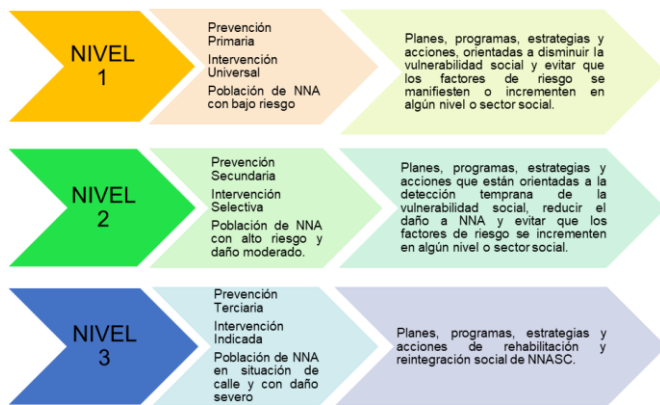 NIVEL
1
Prevención
Primaria
Intervención
Universal
Población de NNA
con bajo riesgo
Planes, programas, estrategias y
acciones, orientadas a disminuir la
vulnerabilidad social y evitar que
los factores de riesgo se
manifiesten o incrementen en
algún nivel o sector social.
NIVEL
2
Prevención
Secundaria
Intervención
Selectiva
Población de NNA
con alto riesgo y
daño moderado.
Planes, programas, estrategias y
acciones que están orientadas a la
detección temprana de la
vulnerabilidad social, reducir el
daño a NNA y evitar que los
factores de riesgo se incrementen
en algún nivel o sector social.
NIVEL
3
Prevención
Terciaria
Intervención
Indicada
Población de NNA
en situación de
calle y con daño
severo
Planes, programas, estrategias y
acciones de rehabilitación y
reintegración social de NNASC.